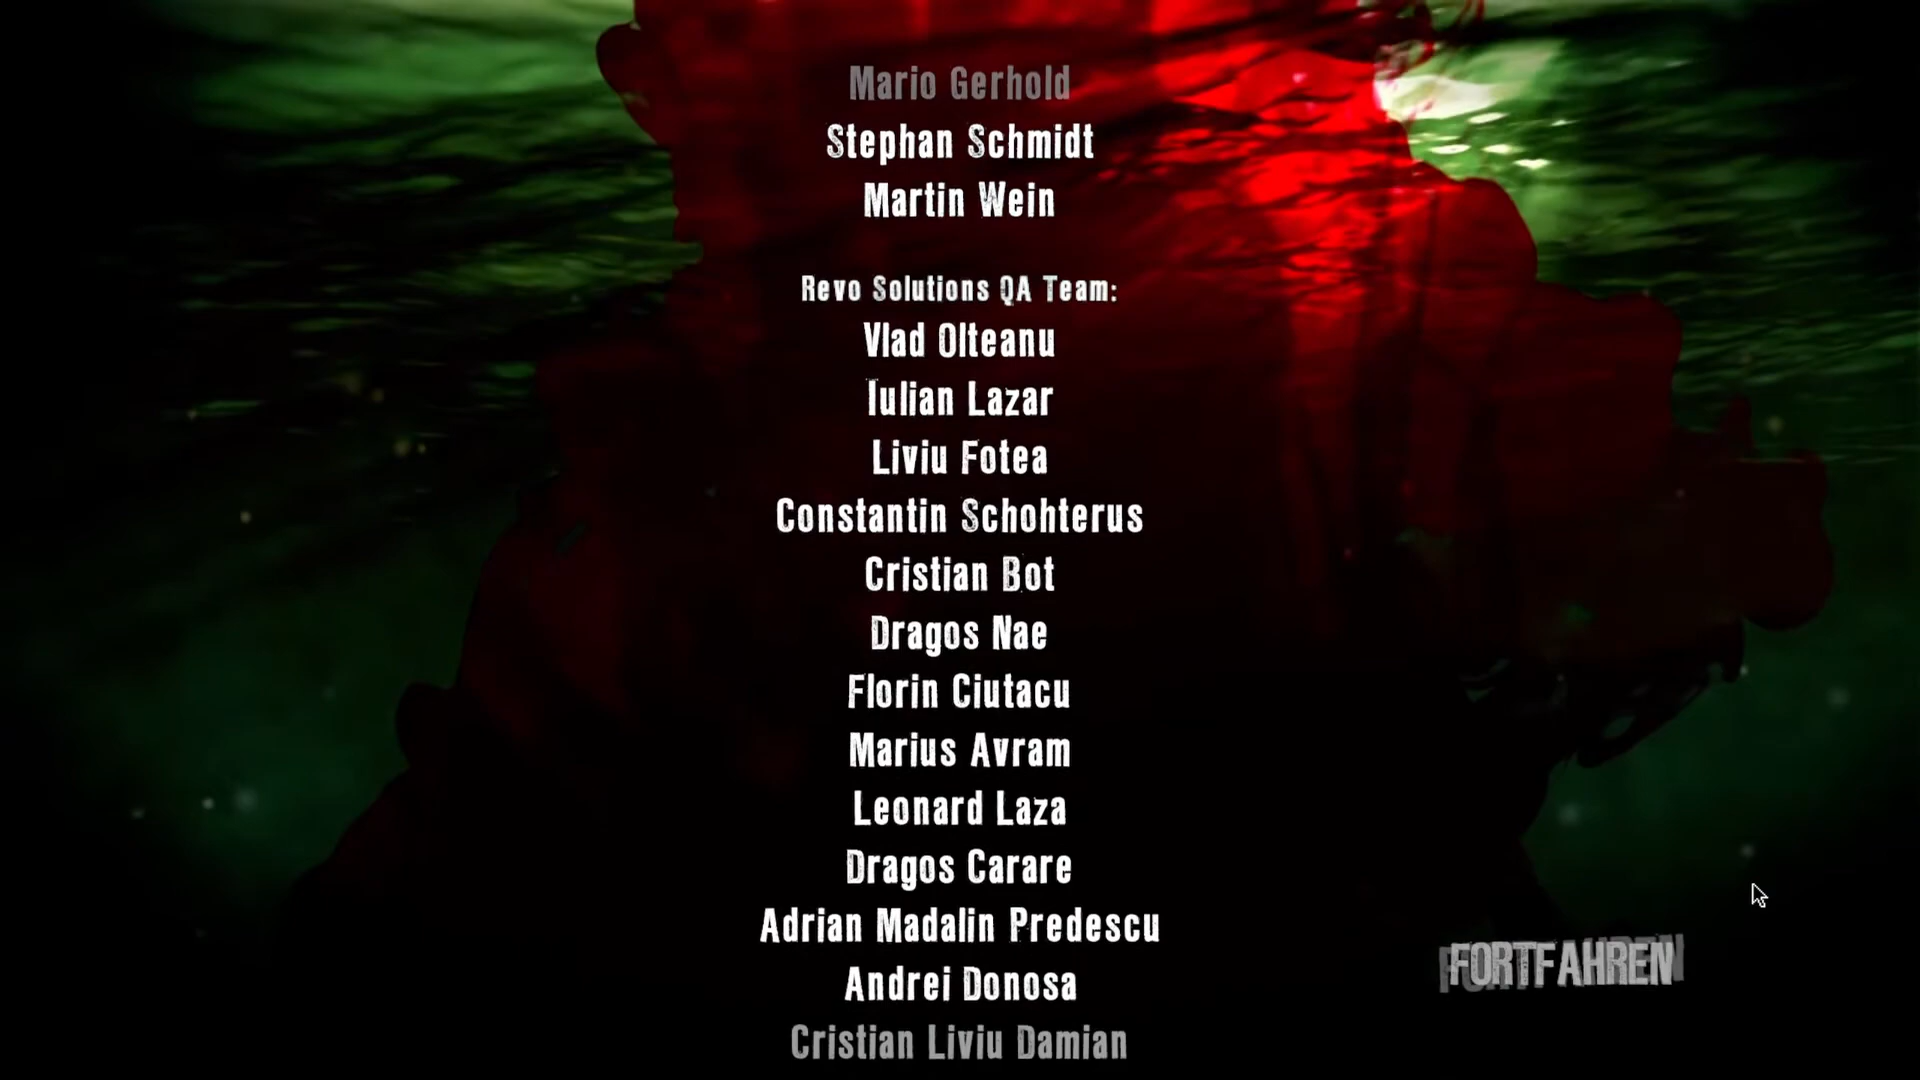 Mario Gerhold
Stephan Schmidt
Martin Wein
Revo Solutions QA Team:
Vlad Olteanu
Iulian Lazar
Liviu Fotea
Constantin Schohterus
Cristian Bot
Dragos Nae
Florin Ciutacu
Marius Avram
Leonard Laza
Dragos Carare
Adrian Madalin Predescu
Andrei Donosa
Cristian Liviu Damian
FORTFAHREN